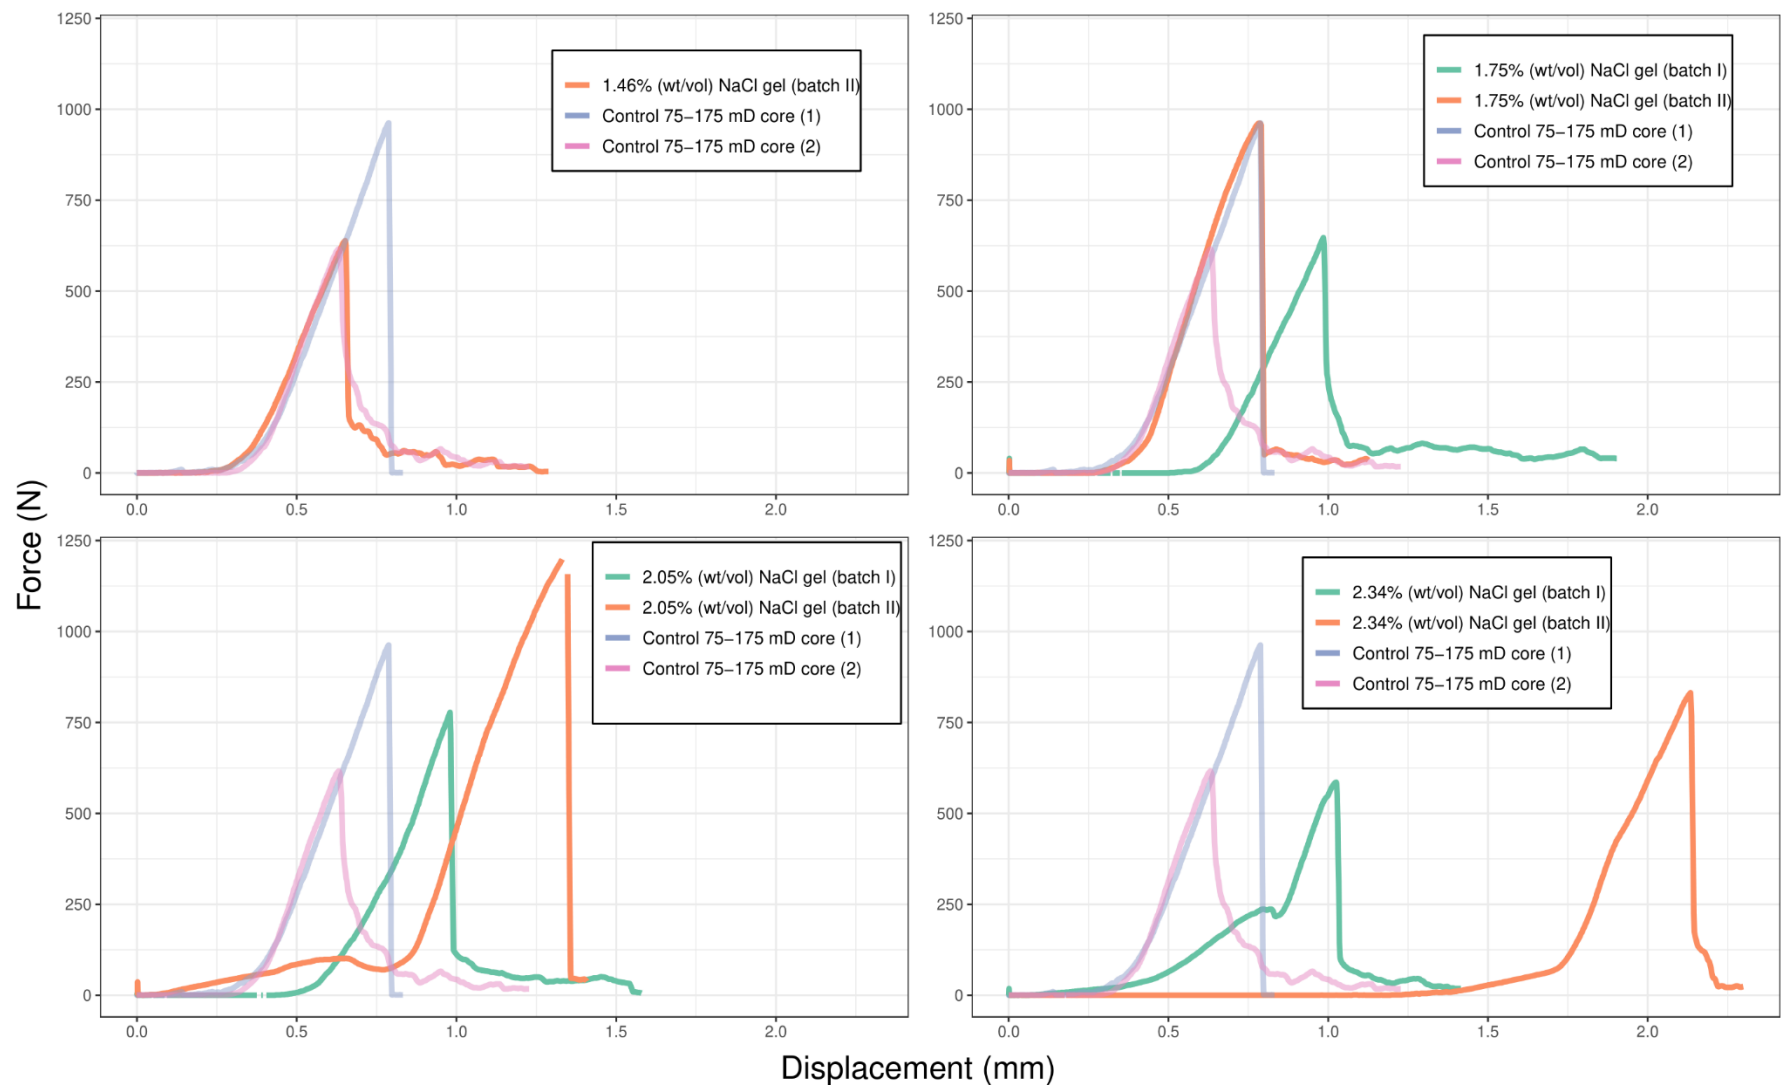 Force (N)
1250
1000
750
500
250
0
0.0 0.5 1.0 1.5 2.0
1.46% (wt/vol) NaCl gel (batch II)
Control 75−175 mD core (1)
Control 75−175 mD core (2)
1250
1000
750
500
250
0
0.0 0.5 1.0 1.5 2.0
1.75% (wt/vol) NaCl gel (batch I)
1.75% (wt/vol) NaCl gel (batch II)
Control 75−175 mD core (1)
Control 75−175 mD core (2)
1250
1000
750
500
250
0
0.0 0.5 1.0 1.5 2.0
2.05% (wt/vol) NaCl gel (batch I)
2.05% (wt/vol) NaCl gel (batch II)
Control 75−175 mD core (1)
Control 75−175 mD core (2)
1250
1000
750
500
250
0
0.0 0.5 1.0 1.5 2.0
2.34% (wt/vol) NaCl gel (batch I)
2.34% (wt/vol) NaCl gel (batch II)
Control 75−175 mD core (1)
Control 75−175 mD core (2)
Displacement (mm)